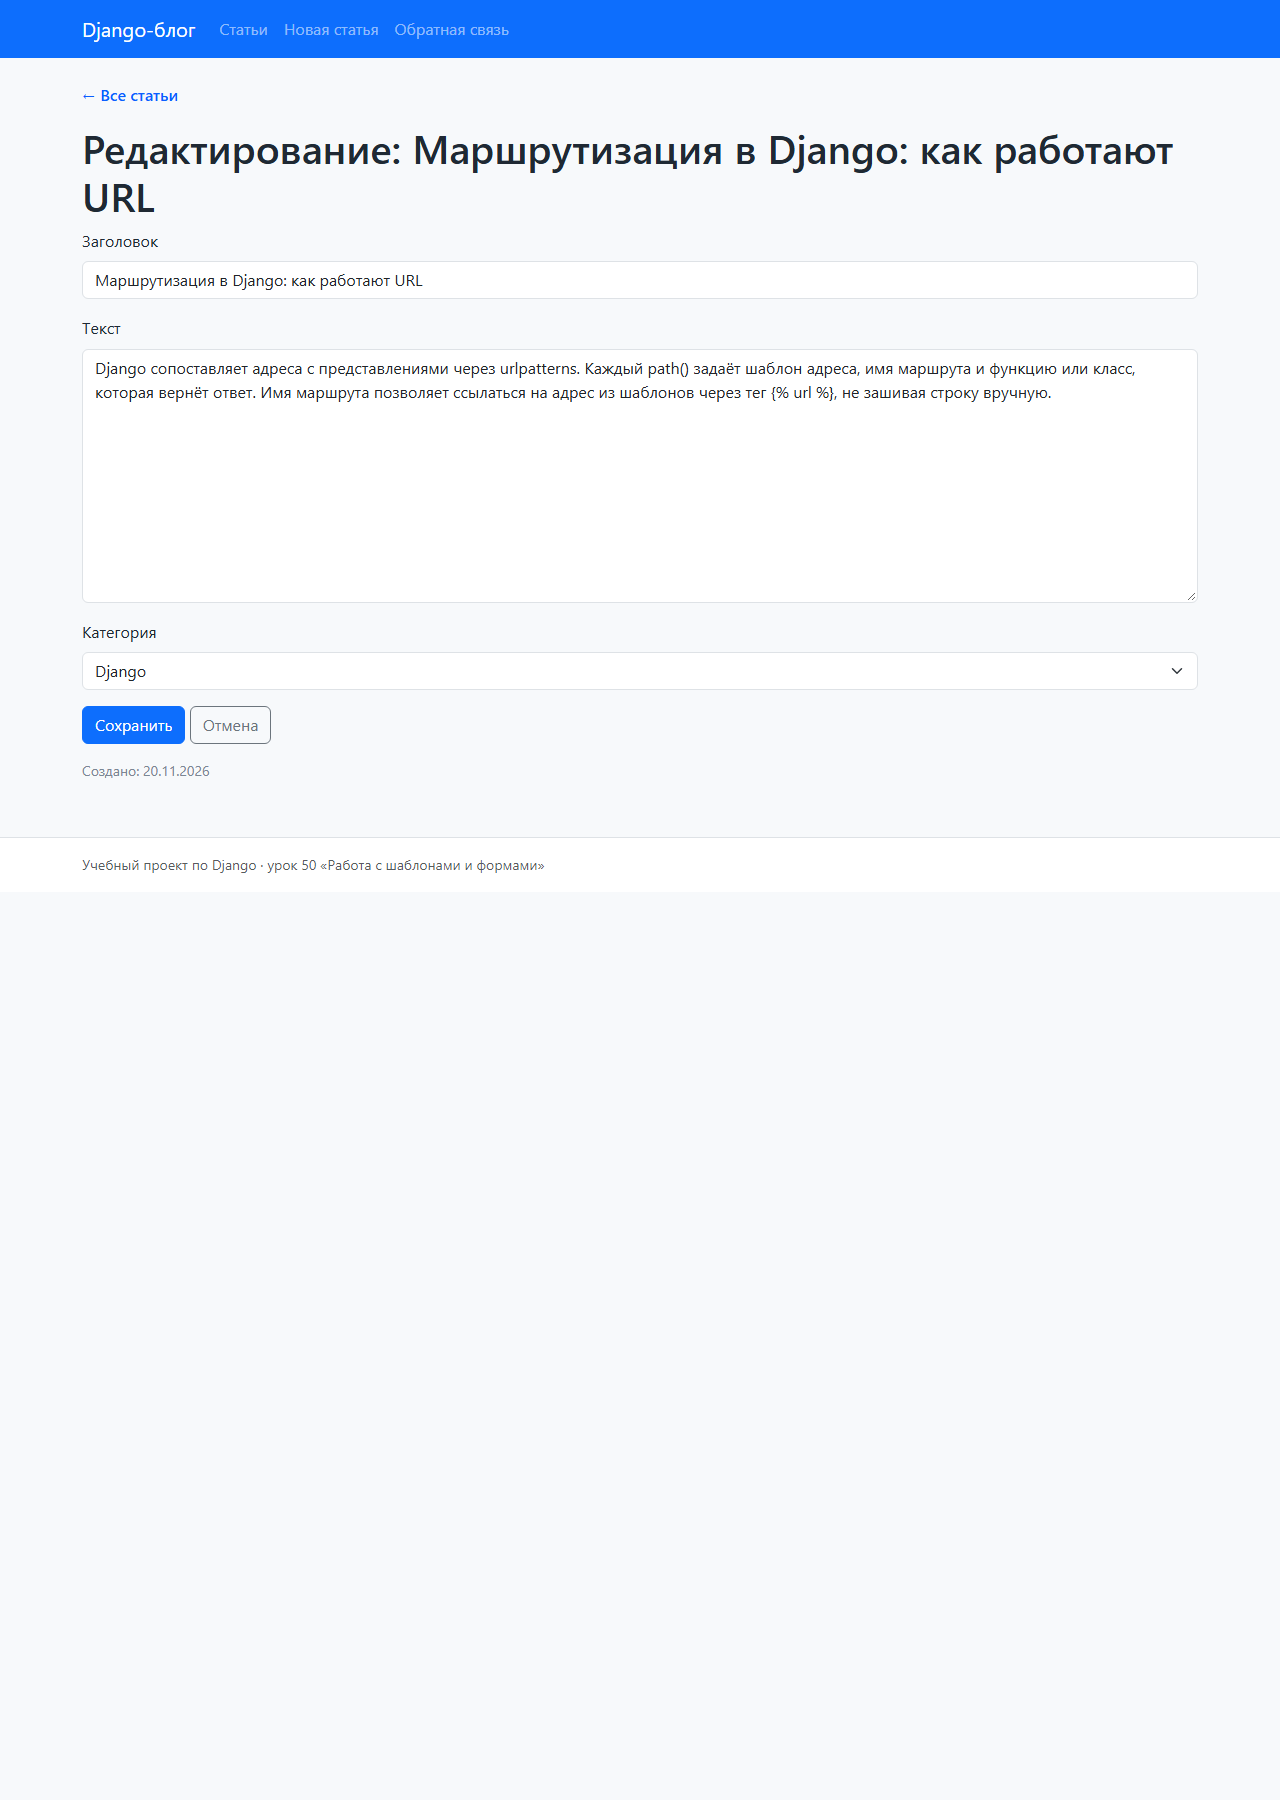 Django-блог Статьи Новая статья Обратная связь
← Все статьи
Редактирование: Маршрутизация в Django: как работают
URL
Заголовок
Маршрутизация в Django: как работают URL
Текст
Django сопоставляет адреса с представлениями через urlpatterns. Каждый path() задаёт шаблон адреса, имя маршрута и функцию или класс,
которая вернёт ответ. Имя маршрута позволяет ссылаться на адрес из шаблонов через тег {% url %}, не зашивая строку вручную.
Категория
Django
Сохранить Отмена
Создано: 20.11.2026
Учебный проект по Django · урок 50 «Работа с шаблонами и формами»